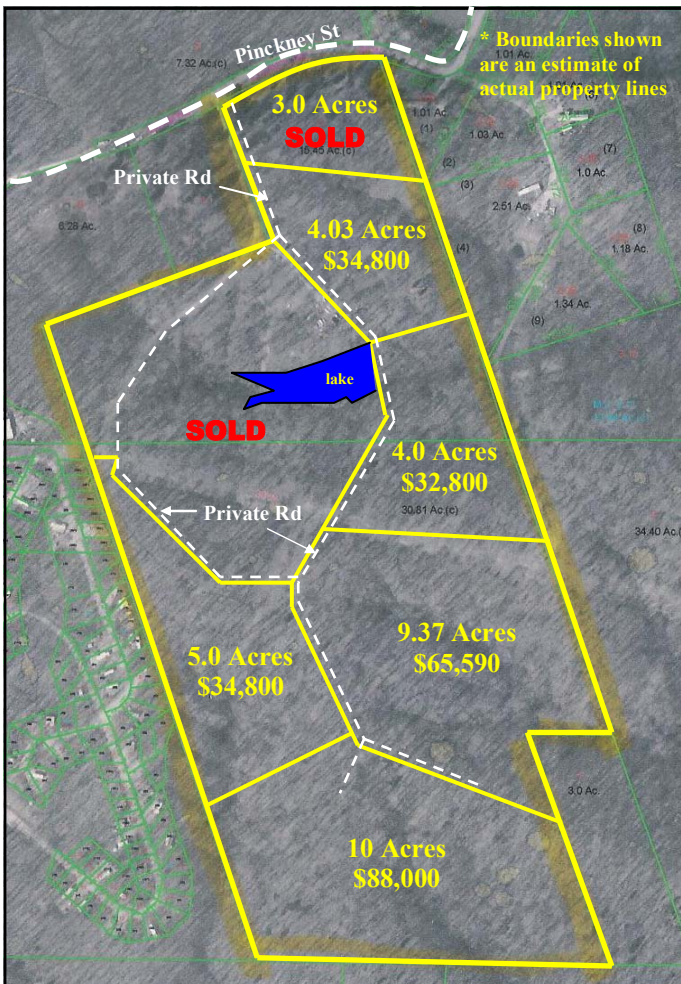 Pinckney St
* Boundaries shown
are an estimate of
actual property lines
7.32 Ac.(c)
1.01 Ac.
3.0 Acres
SOLD
15.45 Ac.(c)
1.01 Ac.
(1)
1.03 Ac.
(2)
(7)
1.0 Ac.
Private Rd
(3)
2.51 Ac.
6.28 Ac.
4.03 Acres
$34,800
(4)
(8)
1.18 Ac.
1.34 Ac.
(9)
lake
SOLD
4.0 Acres
$32,800
30.81 Ac.(c)
Private Rd
34.40 Ac.(
9.37 Acres
$65,590
5.0 Acres
$34,800
3.0 Ac.
10 Acres
$88,000